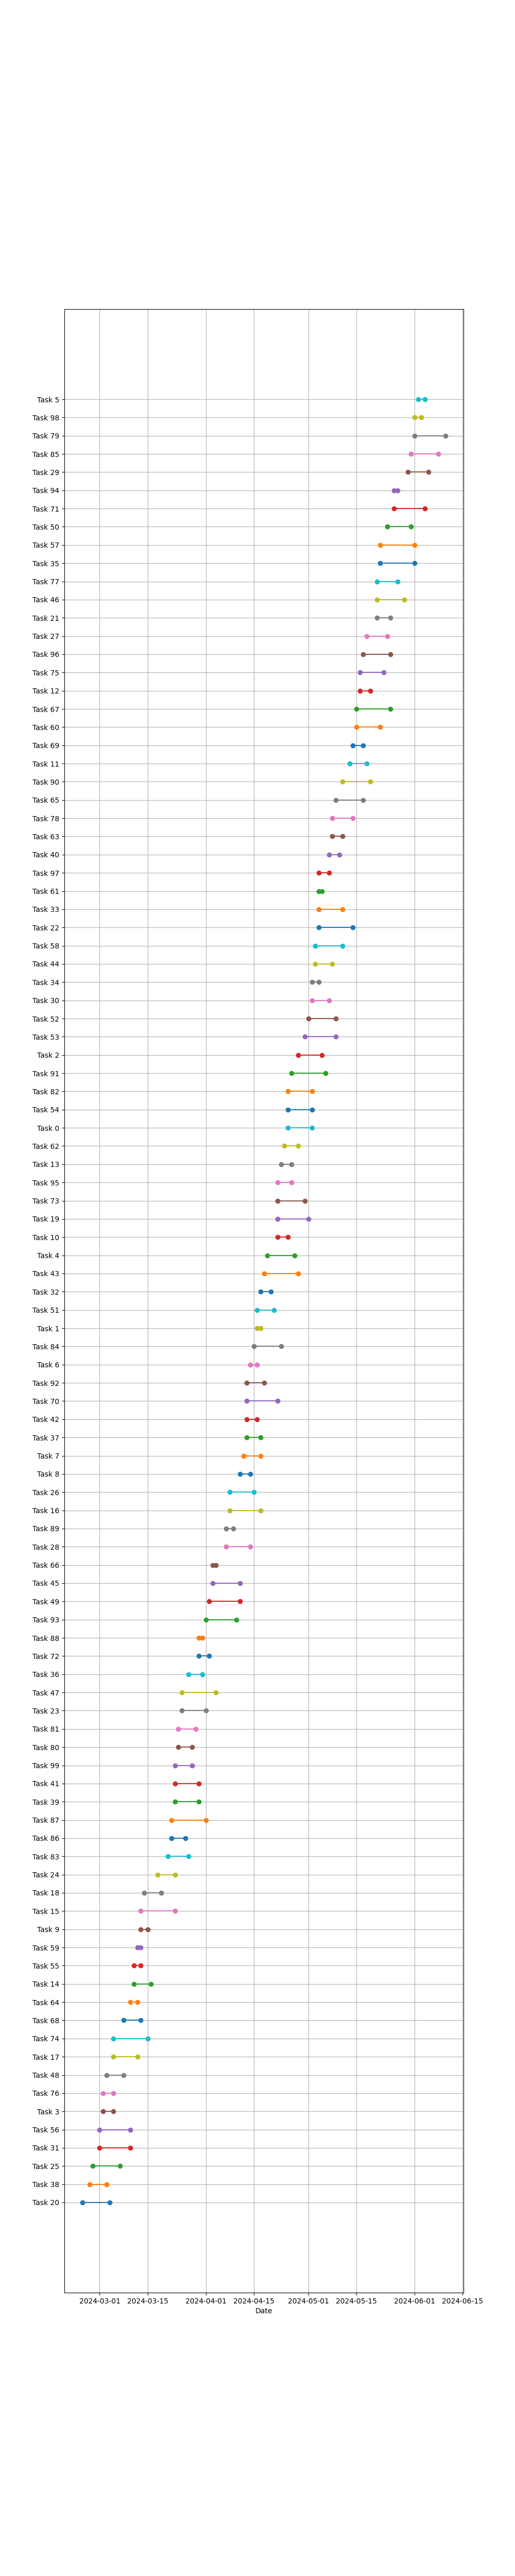 Task 5
Task 98
Task 79
Task 85
Task 29
Task 94
Task 71
Task 50
Task 57
Task 35
Task 77
Task 46
Task 21
Task 27
Task 96
Task 75
Task 12
Task 67
Task 60
Task 69
Task 11
Task 90
Task 65
Task 78
Task 63
Task 40
Task 97
Task 61
Task 33
Task 22
Task 58
Task 44
Task 34
Task 30
Task 52
Task 53
Task 2
Task 91
Task 82
Task 54
Task 0
Task 62
Task 13
Task 95
Task 73
Task 19
Task 10
Task 4
Task 43
Task 32
Task 51
Task 1
Task 84
Task 6
Task 92
Task 70
Task 42
Task 37
Task 7
Task 8
Task 26
Task 16
Task 89
Task 28
Task 66
Task 45
Task 49
Task 93
Task 88
Task 72
Task 36
Task 47
Task 23
Task 81
Task 80
Task 99
Task 41
Task 39
Task 87
Task 86
Task 83
Task 24
Task 18
Task 15
Task 9
Task 59
Task 55
Task 14
Task 64
Task 68
Task 74
Task 17
Task 48
Task 76
Task 3
Task 56
Task 31
Task 25
Task 38
Task 20
2024-03-01 2024-03-15 2024-04-01 2024-04-15 2024-05-01 2024-05-15 2024-06-01 2024-06-15
Date